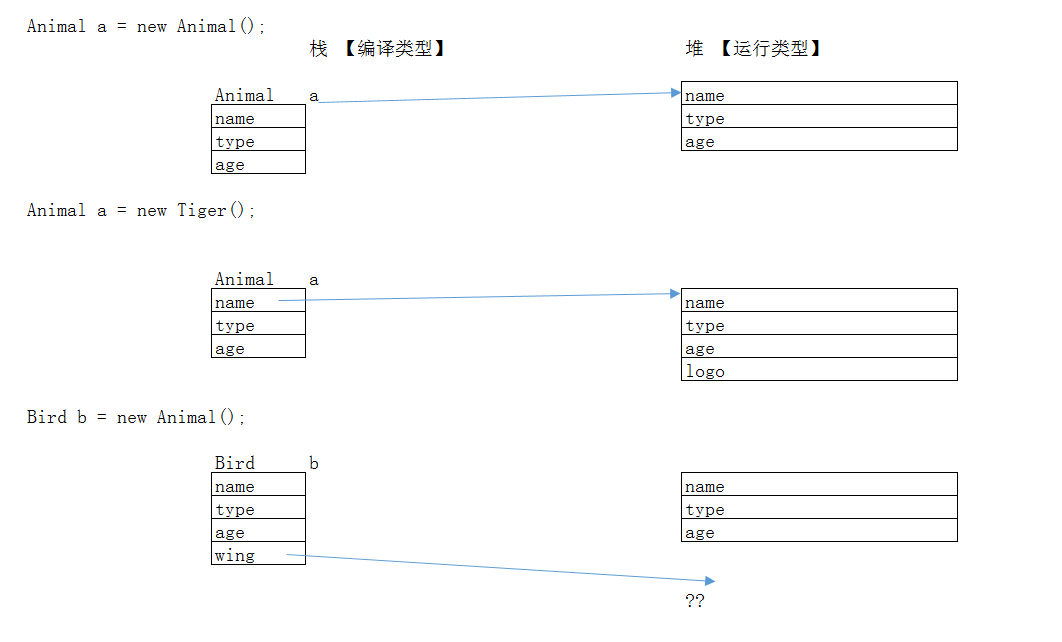 Animal a = new Animal();
栈 【编译类型】 堆 【运行类型】
Animal a name
name type
type age
age
Animal a = new Tiger();
Animal a
name name
type type
age age
logo
Bird b = new Animal();
Bird b
name name
type type
age age
wing
??